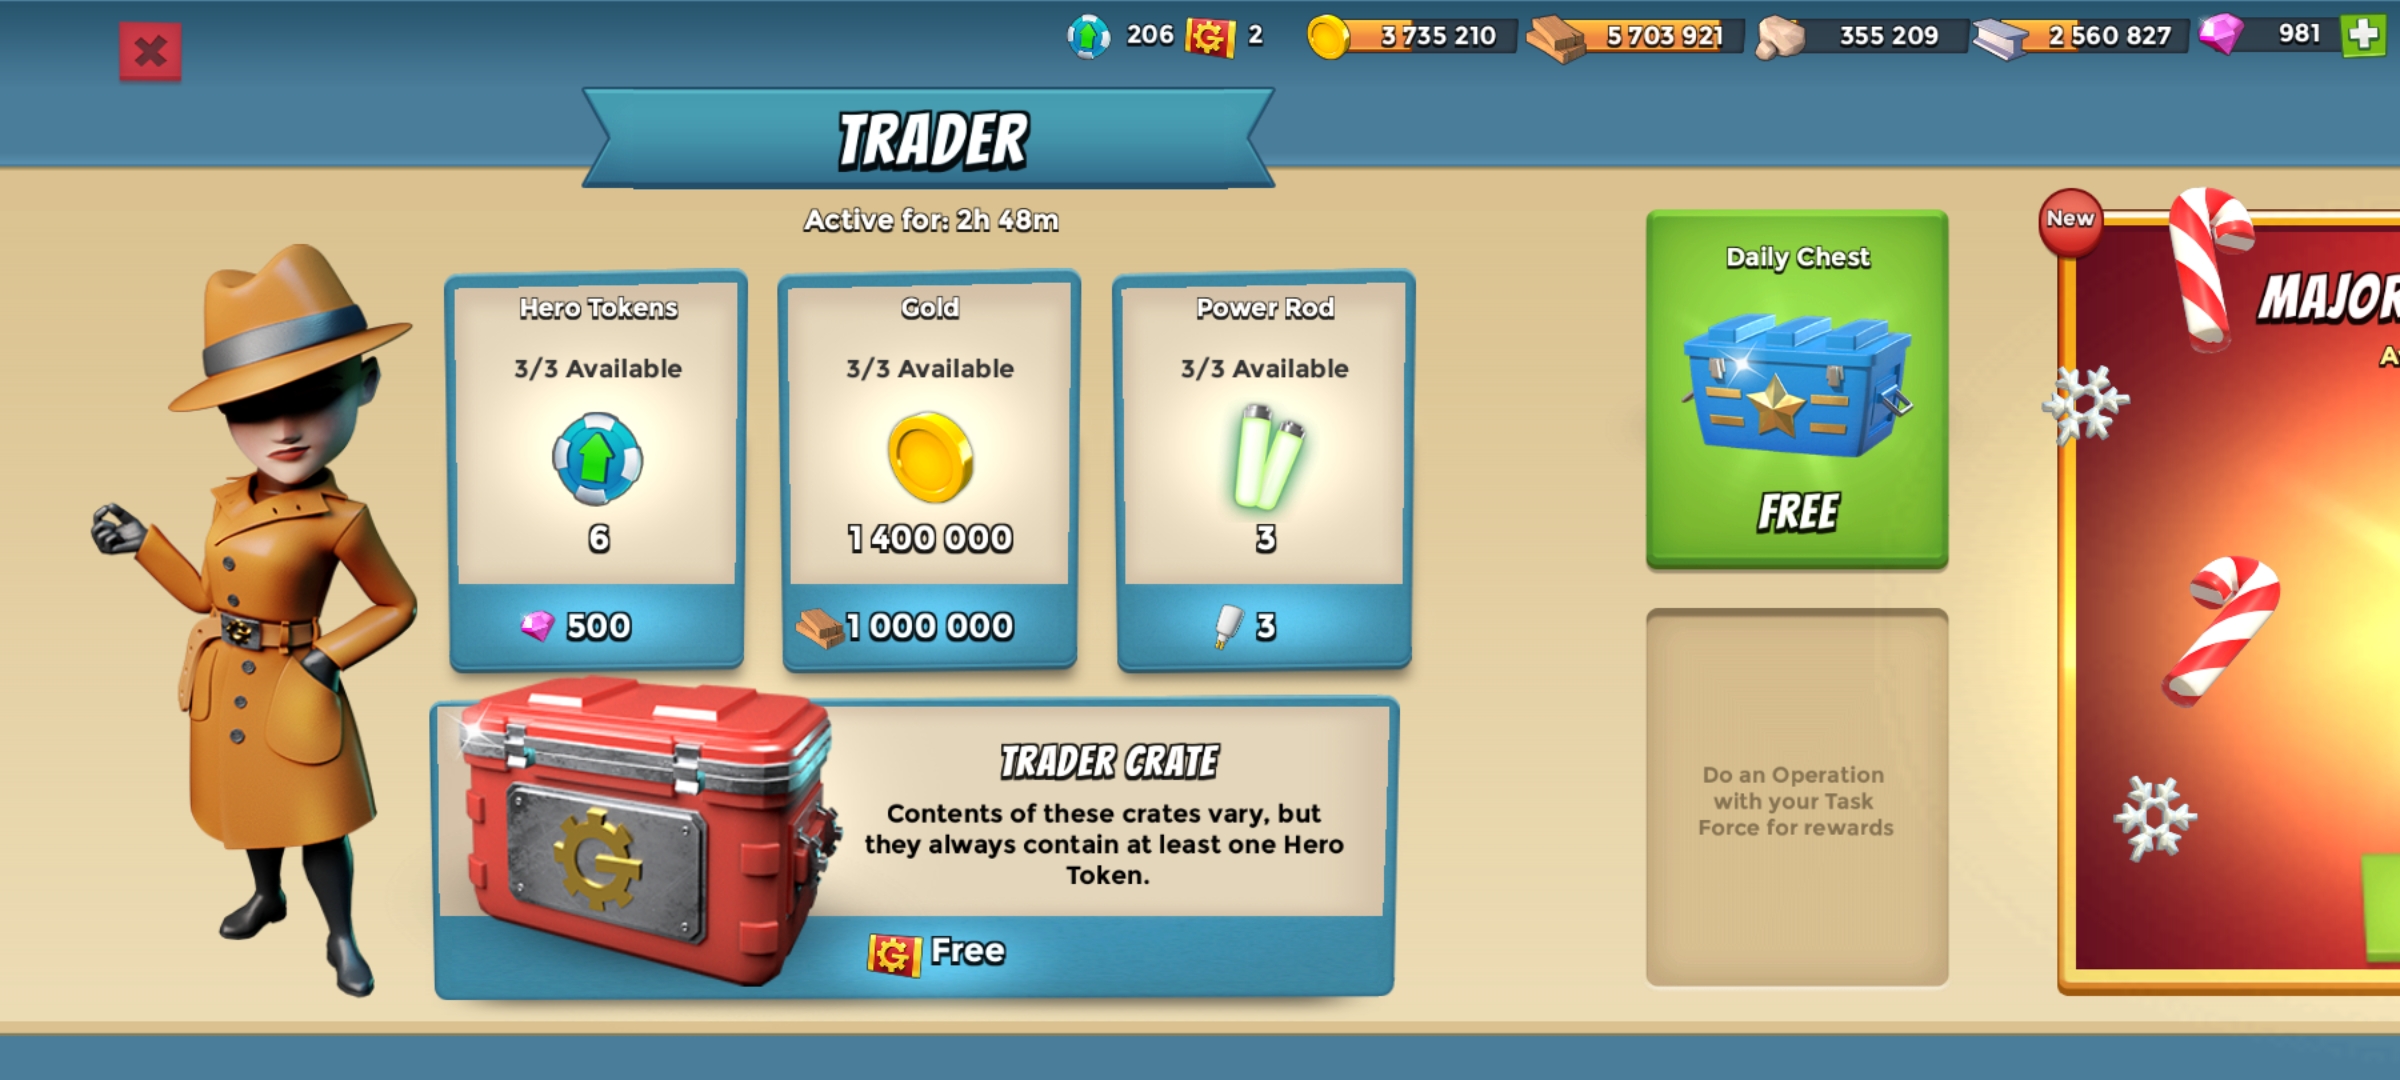 206 2 3 735 210 5 703 921 355 209 2 560 827 981
TRADER
Active for: 2h 48m
Hero Tokens
3/3 Available
6
500
Gold
3/3 Available
1 400 000
1 000 000
Power Rod
3/3 Available
3
3
TRADER CRATE
Contents of these crates vary, but
they always contain at least one Hero
Token.
Free
Daily Chest
FREE
Do an Operation
with your Task
Force for rewards
New
MAJOR